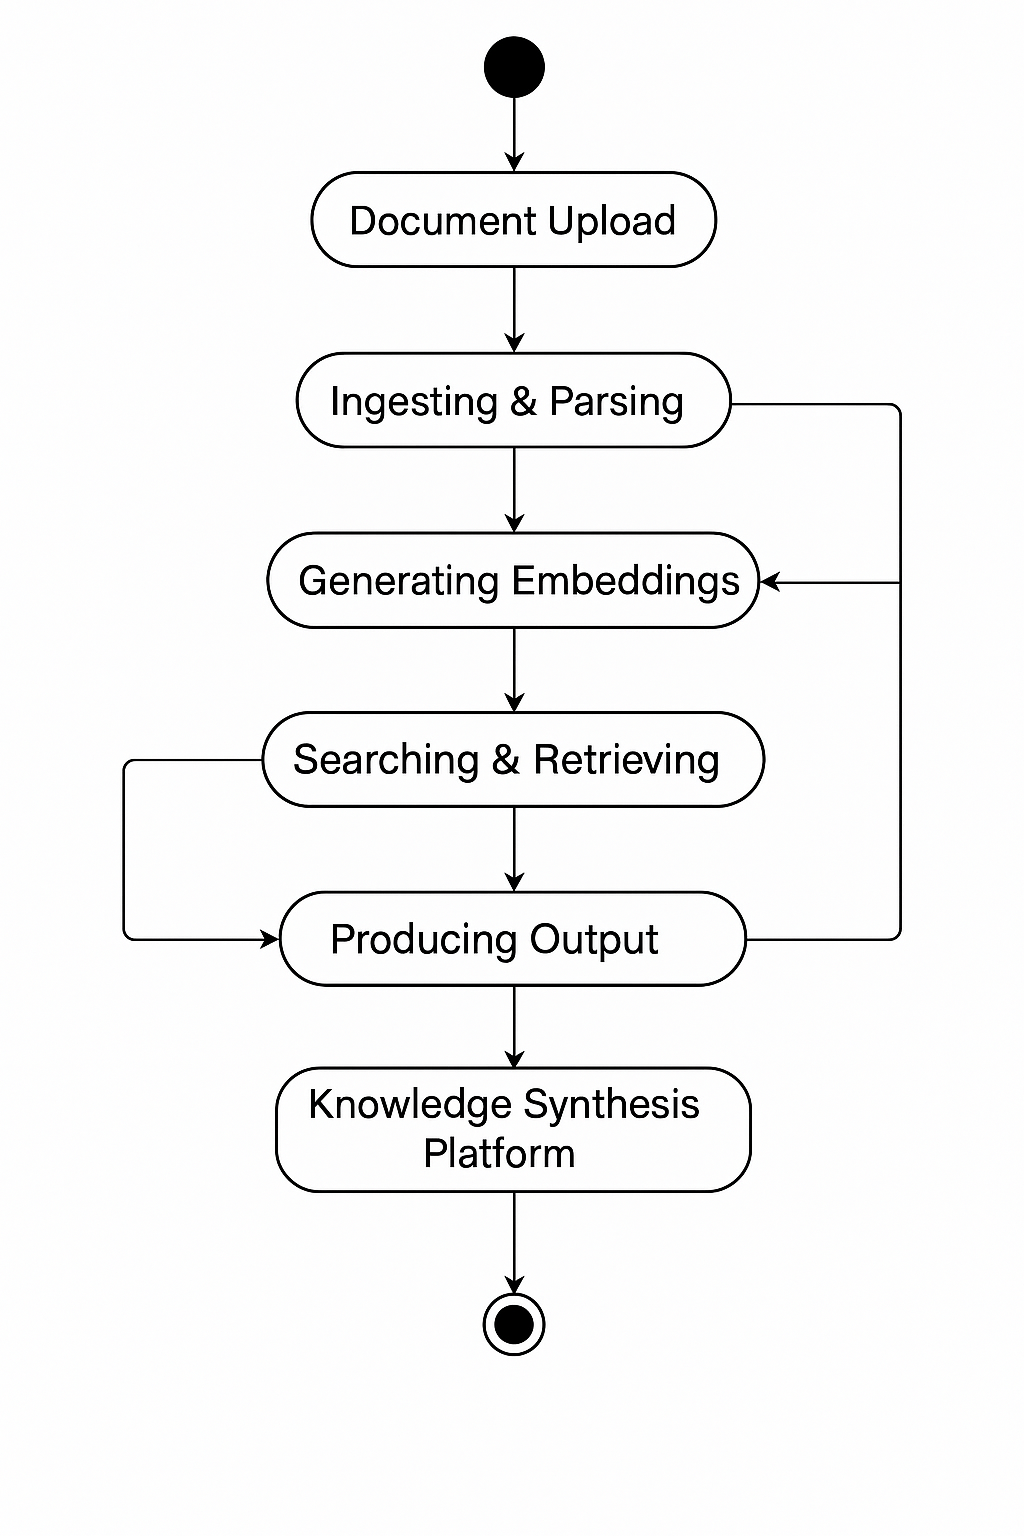 Document Upload
Ingesting & Parsing
Generating Embeddings
Searching & Retrieving
Producing Output
Knowledge Synthesis
Platform